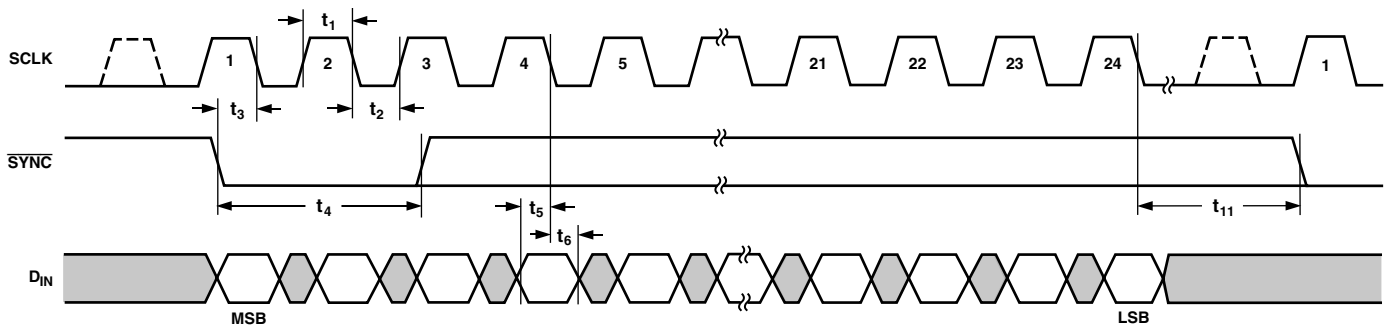 t1
SCLK
1 2 3 4 5 21 22 23 24 1
t3 t2
SYNC
t4 t5 t11
t6
DIN
MSB LSB